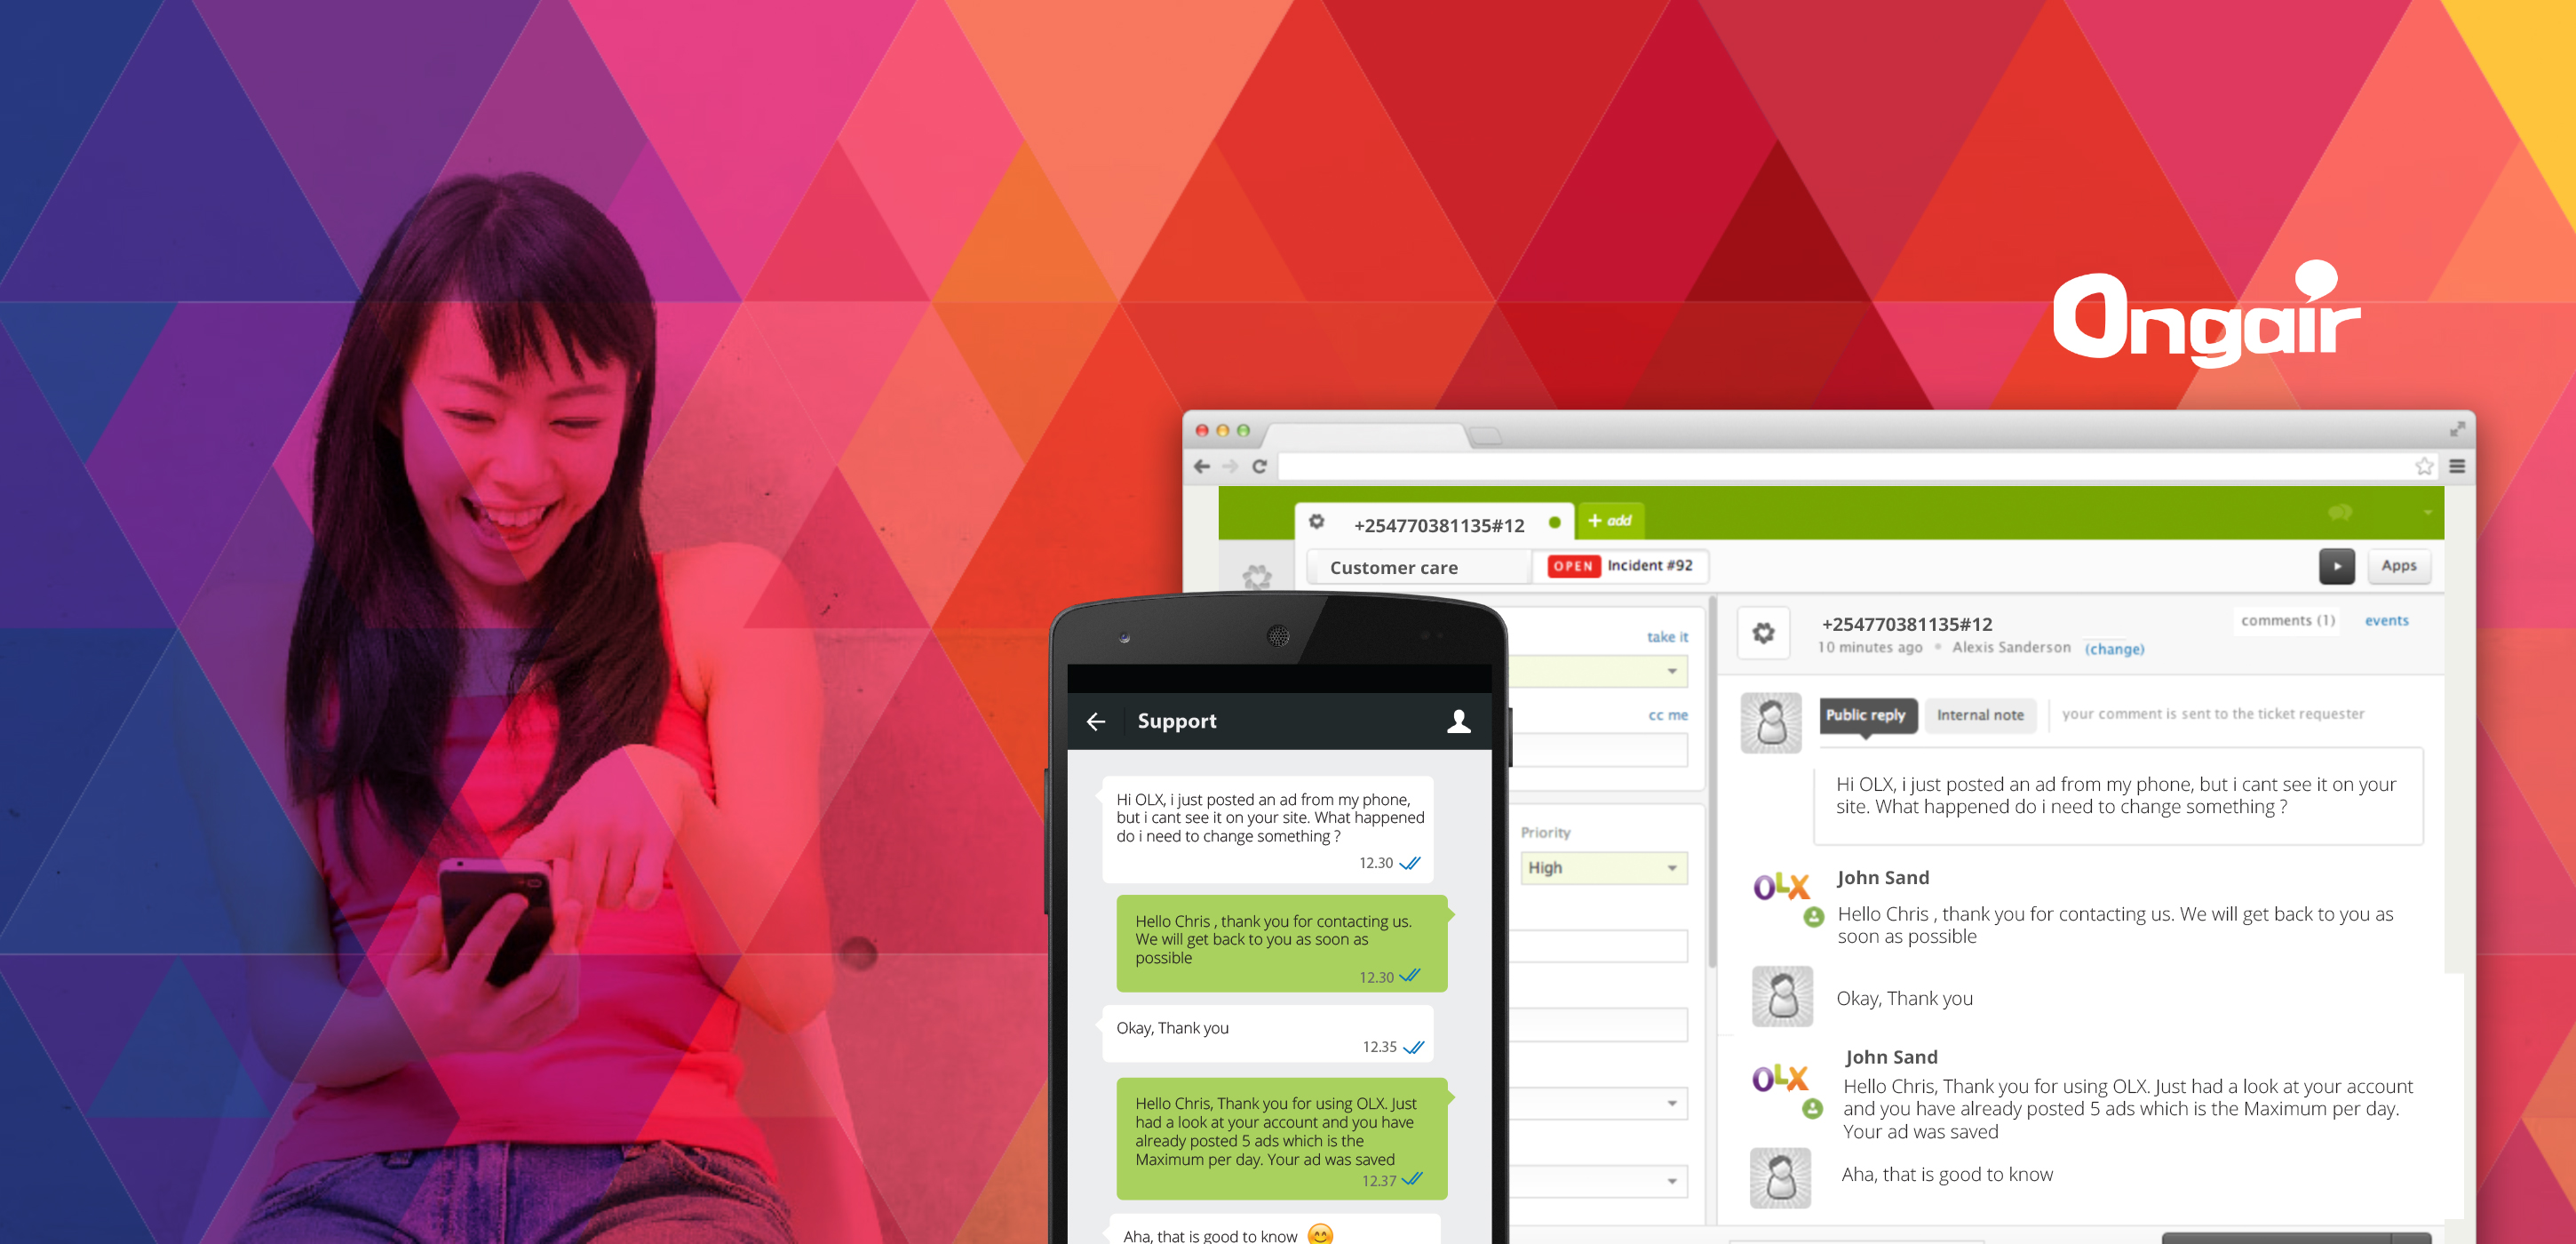 Ongair
+254770381135#12
+ add
Customer care
OPEN Incident #92
Apps
take it
cc me
Priority
High
+254770381135#12
10 minutes ago • Alexis Sanderson (change)
comments (1) events
Public reply Internal note your comment is sent to the ticket requester
Hi OLX, i just posted an ad from my phone, but i cant see it on your
site. What happened do i need to change something ?
OLX John Sand
Hello Chris , thank you for contacting us. We will get back to you as
soon as possible
Okay, Thank you
OLX John Sand
Hello Chris, Thank you for using OLX. Just had a look at your account
and you have already posted 5 ads which is the Maximum per day.
Your ad was saved
Aha, that is good to know
Support
Hi OLX, i just posted an ad from my phone,
but i cant see it on your site. What happened
do i need to change something ?
12.30
Hello Chris , thank you for contacting us.
We will get back to you as soon as
possible
12.30
Okay, Thank you
12.35
Hello Chris, Thank you for using OLX. Just
had a look at your account and you have
already posted 5 ads which is the
Maximum per day. Your ad was saved
12.37
Aha, that is good to know 😊